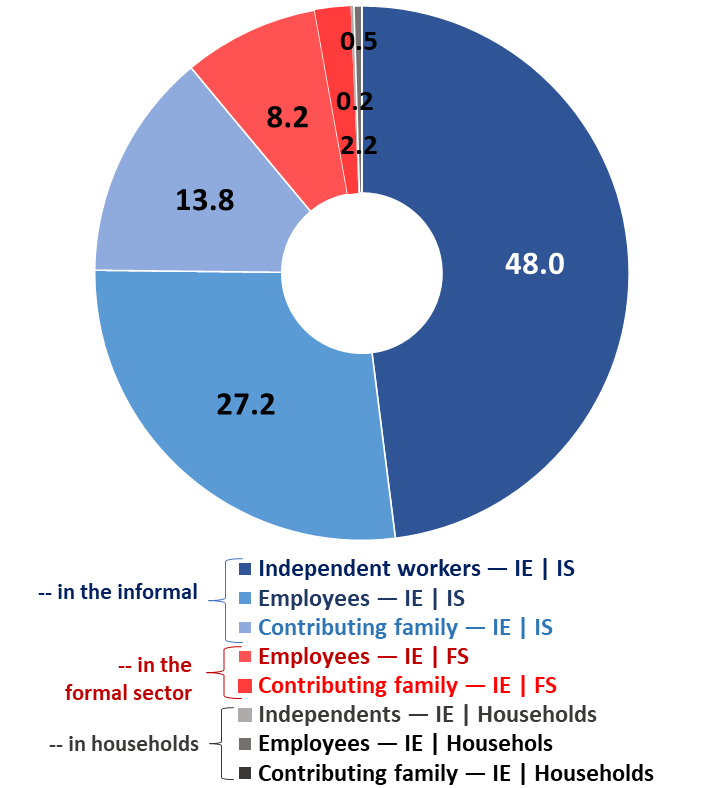 0.5
0.2
2.2
8.2
13.8
48.0
27.2
Independent workers — IE | IS
-- in the informal
Employees — IE | IS
Contributing family — IE | IS
Employees — IE | FS
-- in the
formal sector
Contributing family — IE | FS
Independents — IE | Households
-- in households
Employees — IE | Househols
Contributing family — IE | Households